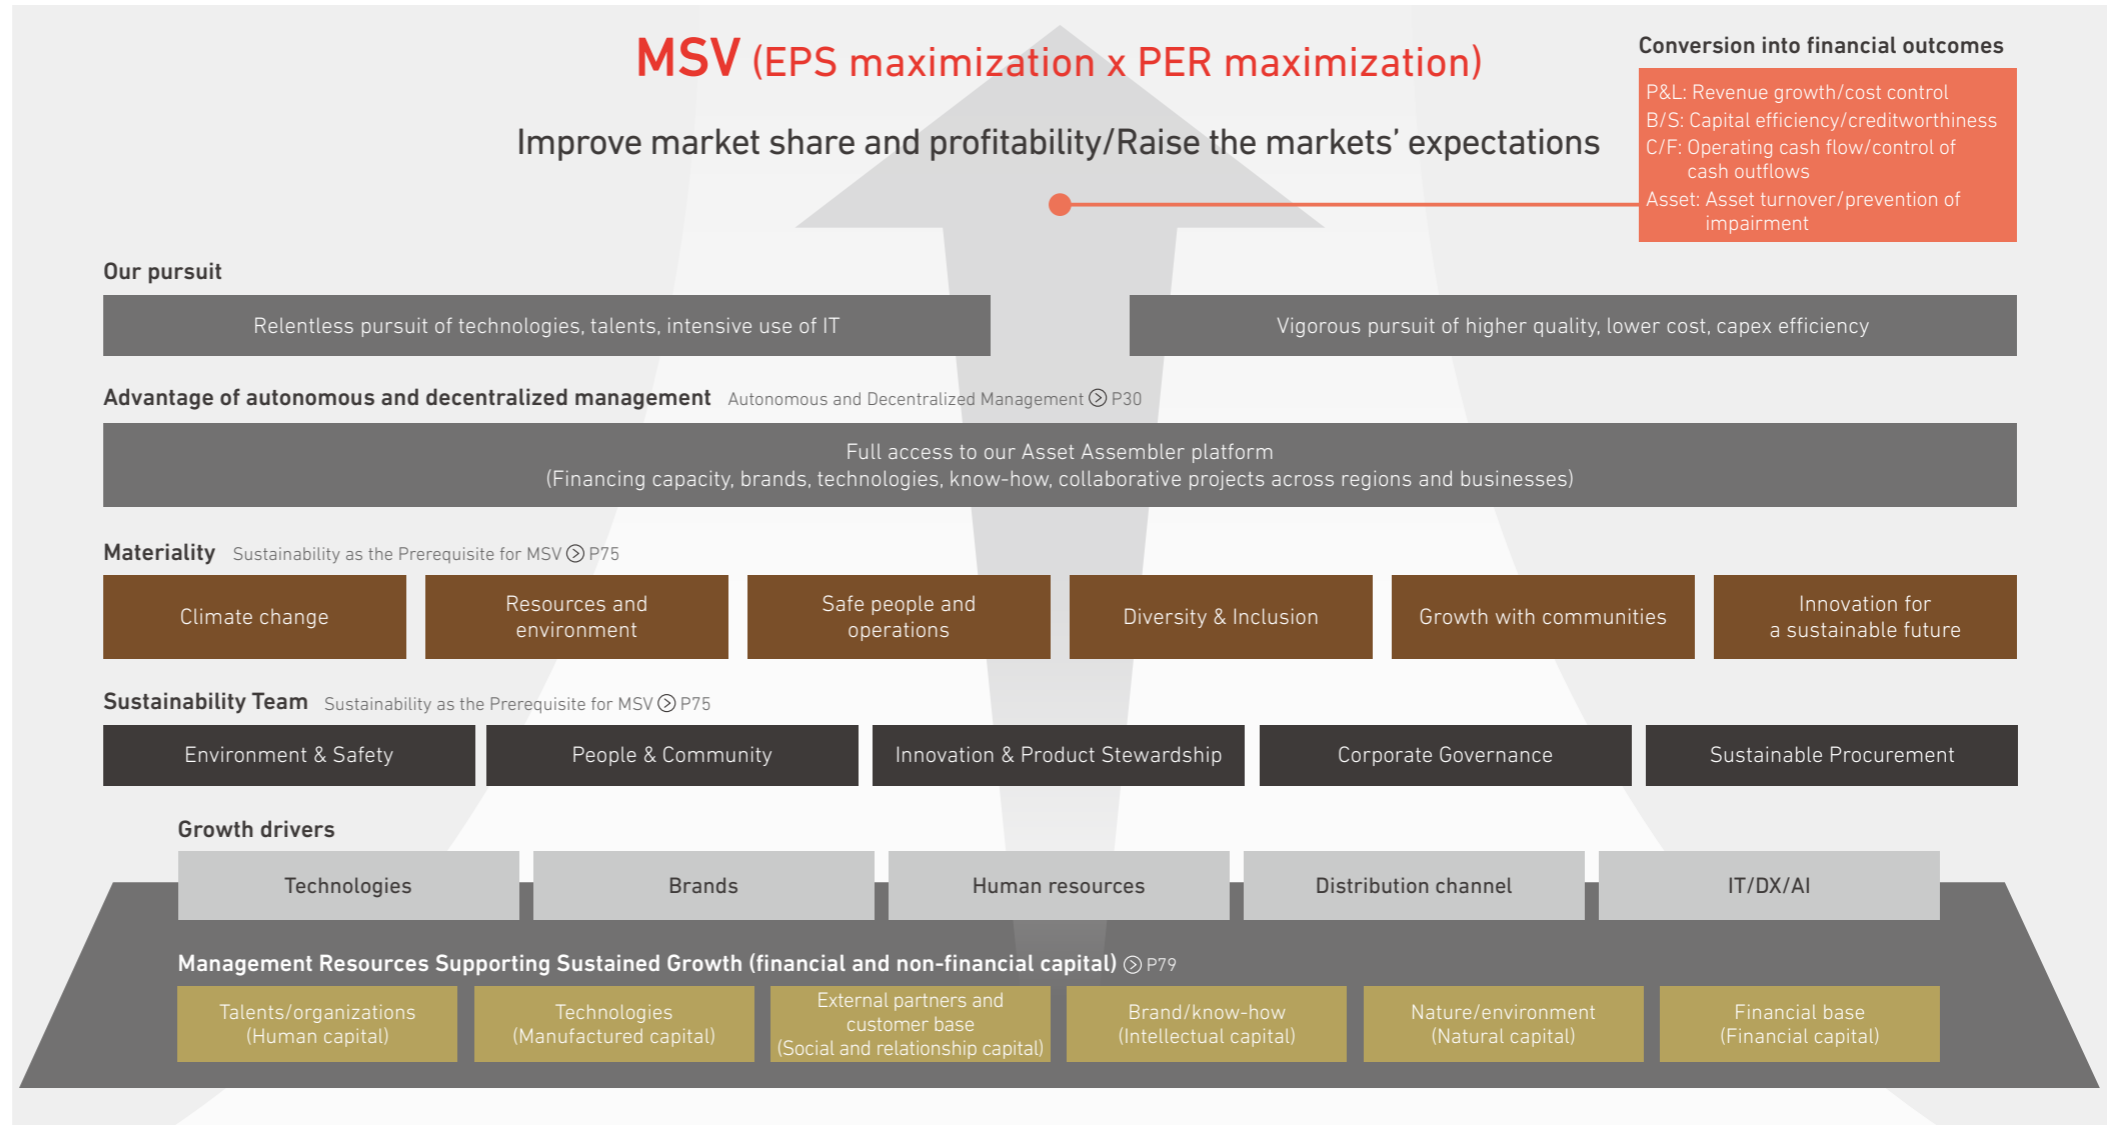 MSV (EPS maximization x PER maximization)
Improve market share and profitability/Raise the markets’ expectations
Conversion into financial outcomes
P&L: Revenue growth/cost control
B/S: Capital efficiency/creditworthiness
C/F: Operating cash flow/control of
cash outflows
Asset: Asset turnover/prevention of
impairment
Our pursuit
Relentless pursuit of technologies, talents, intensive use of IT
Vigorous pursuit of higher quality, lower cost, capex efficiency
Advantage of autonomous and decentralized management Autonomous and Decentralized Management P30
Full access to our Asset Assembler platform
(Financing capacity, brands, technologies, know-how, collaborative projects across regions and businesses)
Materiality Sustainability as the Prerequisite for MSV P75
Climate change
Resources and
environment
Safe people and
operations
Diversity & Inclusion
Growth with communities
Innovation for
a sustainable future
Sustainability Team Sustainability as the Prerequisite for MSV P75
Environment & Safety
People & Community
Innovation & Product Stewardship
Corporate Governance
Sustainable Procurement
Growth drivers
Technologies
Brands
Human resources
Distribution channel
IT/DX/AI
Management Resources Supporting Sustained Growth (financial and non-financial capital) P79
Talents/organizations
(Human capital)
Technologies
(Manufactured capital)
External partners and
customer base
(Social and relationship capital)
Brand/know-how
(Intellectual capital)
Nature/environment
(Natural capital)
Financial base
(Financial capital)